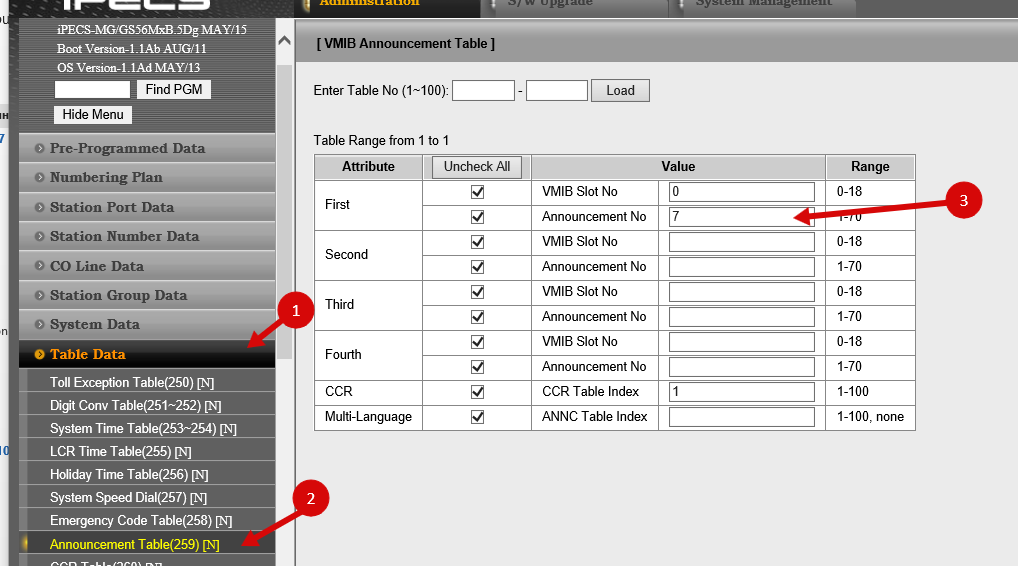 iPECS
Administration
S/W Upgrade
System Management
iPECS-MG/GS56MxB.5Dg MAY/15
Boot Version-1.1Ab AUG/11
OS Version-1.1Ad MAY/13
Find PGM
Hide Menu
Pre-Programmed Data
Numbering Plan
Station Port Data
Station Number Data
CO Line Data
Station Group Data
System Data
1
Table Data
Toll Exception Table(250) [N]
Digit Conv Table(251~252) [N]
System Time Table(253~254) [N]
LCR Time Table(255) [N]
Holiday Time Table(256) [N]
System Speed Dial(257) [N]
2
Emergency Code Table(258) [N]
Announcement Table(259) [N]
CCR Table(260) [N]
[ VMIB Announcement Table ]
Enter Table No (1~100): - Load
Table Range from 1 to 1
Attribute Uncheck All Value Range
First VMIB Slot No 0 0-18
Announcement No 7 1-70
3
Second VMIB Slot No 0-18
Announcement No 1-70
Third VMIB Slot No 0-18
Announcement No 1-70
Fourth VMIB Slot No 0-18
Announcement No 1-70
CCR CCR Table Index 1 1-100
Multi-Language ANNC Table Index 1-100, none